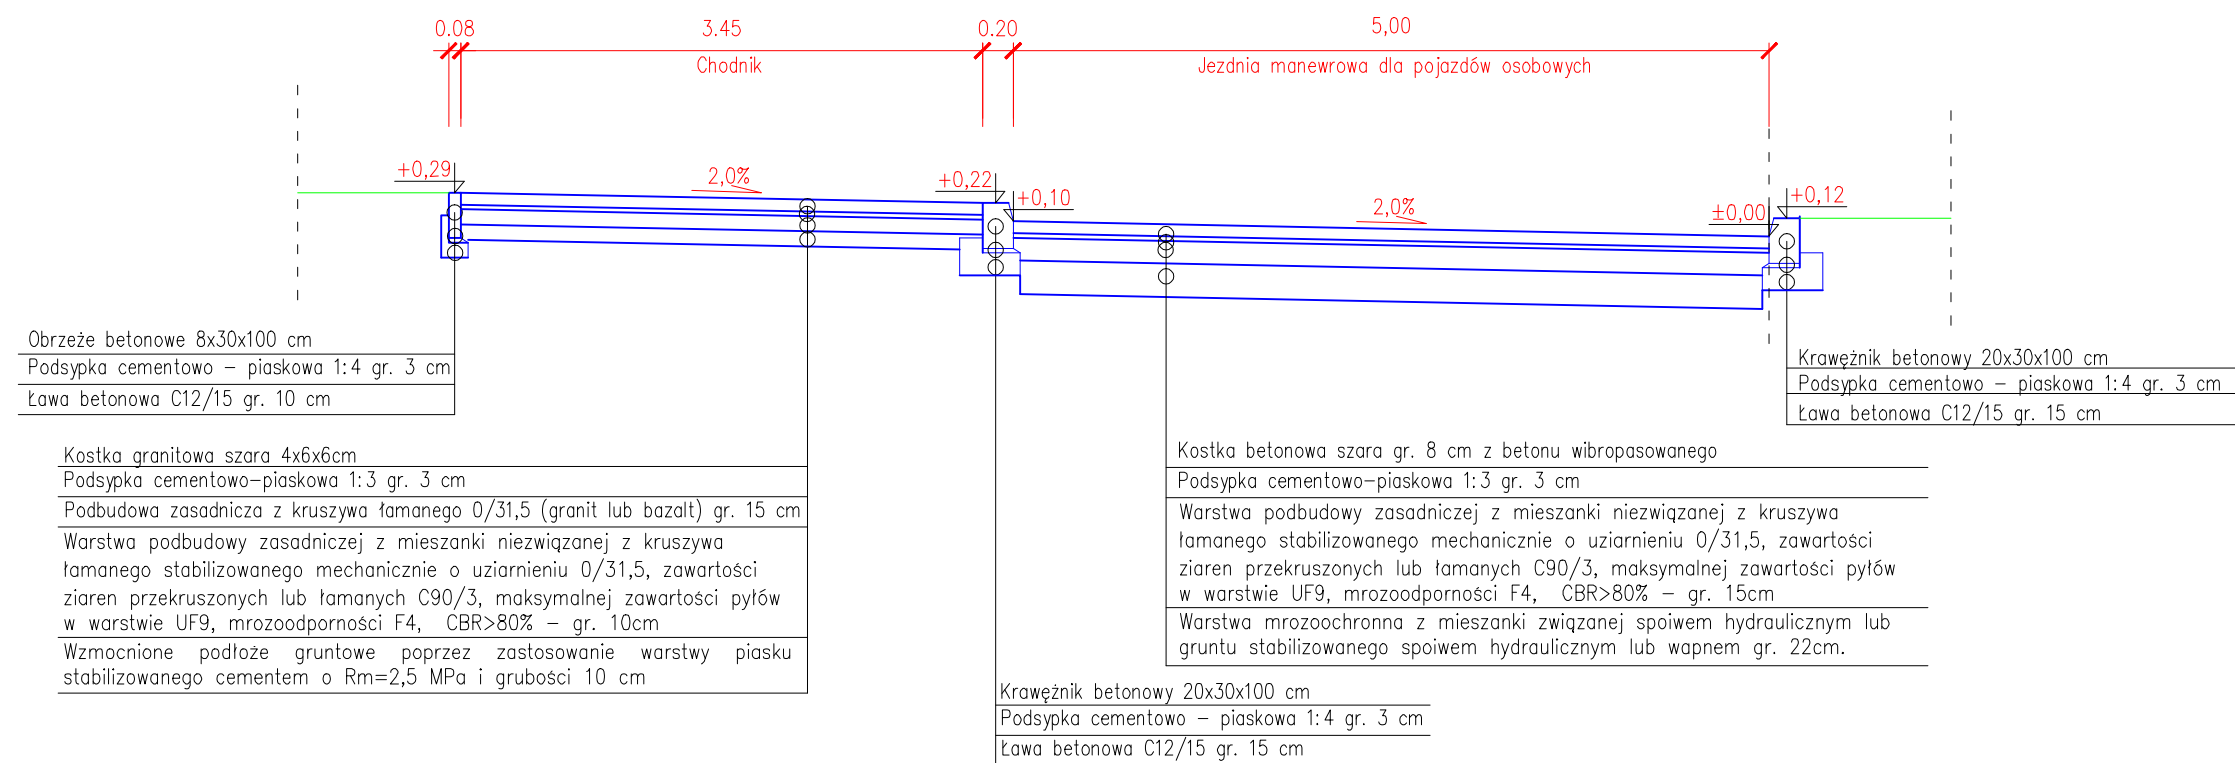 0.08
3.45
0.20
5,00
Chodnik
Jezdnia manewrowa dla pojazdów osobowych
+0,29
2,0%
+0,22
+0,10
2,0%
±0,00
+0,12
Obrzeże betonowe 8x30x100 cm
Podsypka cementowo – piaskowa 1:4 gr. 3 cm
Ława betonowa C12/15 gr. 10 cm
Krawężnik betonowy 20x30x100 cm
Podsypka cementowo – piaskowa 1:4 gr. 3 cm
Ława betonowa C12/15 gr. 15 cm
Kostka granitowa szara 4x6x6cm
Podsypka cementowo-piaskowa 1:3 gr. 3 cm
Podbudowa zasadnicza z kruszywa łamanego 0/31,5 (granit lub bazalt) gr. 15 cm
Warstwa podbudowy zasadniczej z mieszanki niezwiązanej z kruszywa
łamanego stabilizowanego mechanicznie o uziarnieniu 0/31,5, zawartości
ziaren przekruszonych lub łamanych C90/3, maksymalnej zawartości pyłów
w warstwie UF9, mrozoodporności F4, CBR>80% – gr. 10cm
Wzmocnione podłoże gruntowe poprzez zastosowanie warstwy piasku
stabilizowanego cementem o Rm=2,5 MPa i grubości 10 cm
Kostka betonowa szara gr. 8 cm z betonu wibropasowanego
Podsypka cementowo-piaskowa 1:3 gr. 3 cm
Warstwa podbudowy zasadniczej z mieszanki niezwiązanej z kruszywa
łamanego stabilizowanego mechanicznie o uziarnieniu 0/31,5, zawartości
ziaren przekruszonych lub łamanych C90/3, maksymalnej zawartości pyłów
w warstwie UF9, mrozoodporności F4, CBR>80% – gr. 15cm
Warstwa mrozoochronna z mieszanki związanej spoiwem hydraulicznym lub
gruntu stabilizowanego spoiwem hydraulicznym lub wapnem gr. 22cm.
Krawężnik betonowy 20x30x100 cm
Podsypka cementowo – piaskowa 1:4 gr. 3 cm
Ława betonowa C12/15 gr. 15 cm